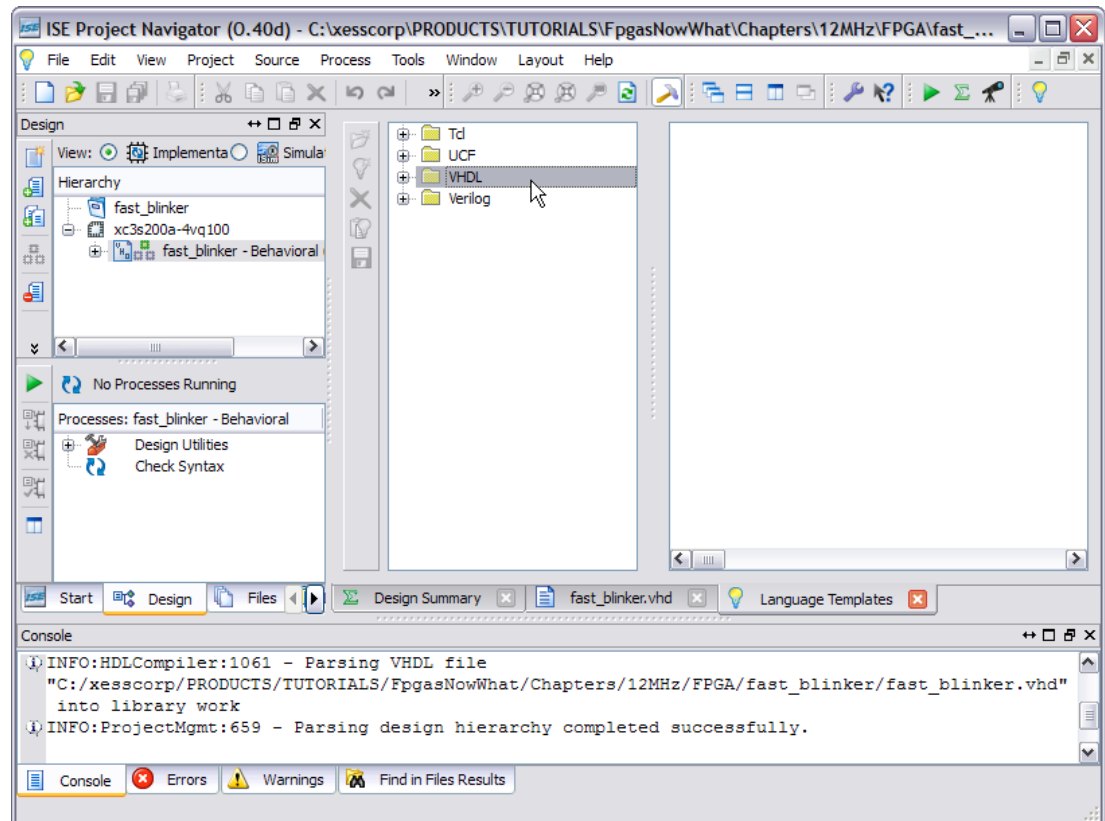 ISE Project Navigator (0.40d) - C:\xesscorp\PRODUCTS\TUTORIALS\FpgasNowWhat\Chapters\12MHz\FPGA\fast_...
File Edit View Project Source Process Tools Window Layout Help
Design
View: Implementa Simula
Hierarchy
fast_blinker
xc3s200a-4vq100
fast_blinker - Behavioral
No Processes Running
Processes: fast_blinker - Behavioral
Design Utilities
Check Syntax
Tcl
UCF
VHDL
Verilog
Start Design Files
Design Summary fast_blinker.vhd Language Templates
Console
INFO:HDLCompiler:1061 - Parsing VHDL file
"C:/xesscorp/PRODUCTS/TUTORIALS/FpgasNowWhat/Chapters/12MHz/FPGA/fast_blinker/fast_blinker.vhd"
into library work
INFO:ProjectMgmt:659 - Parsing design hierarchy completed successfully.
Console Errors Warnings Find in Files Results